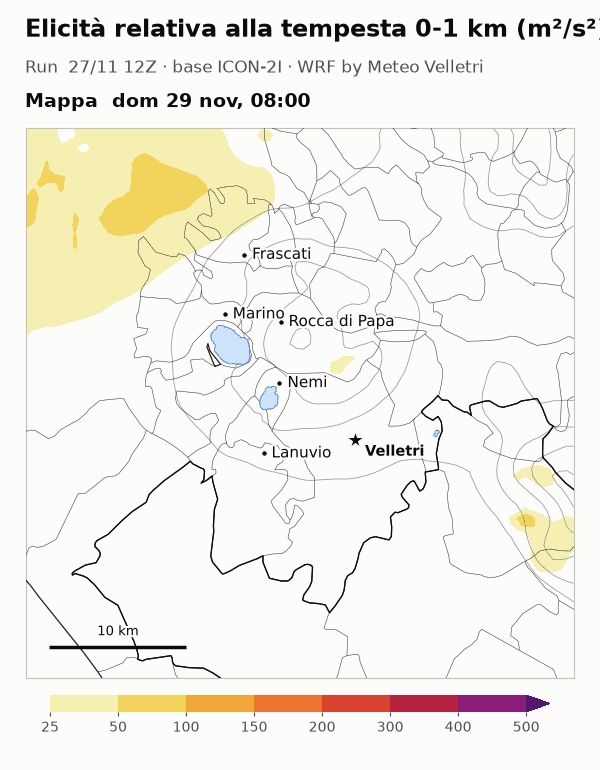 Elicità relativa alla tempesta 0-1 km (m²/s²)
Run  27/11 12Z · base ICON-2I · WRF by Meteo Velletri
Mappa  dom 29 nov, 08:00
Frascati
Marino
Rocca di Papa
Nemi
Velletri
Lanuvio
10 km
25 50 100 150 200 300 400 500